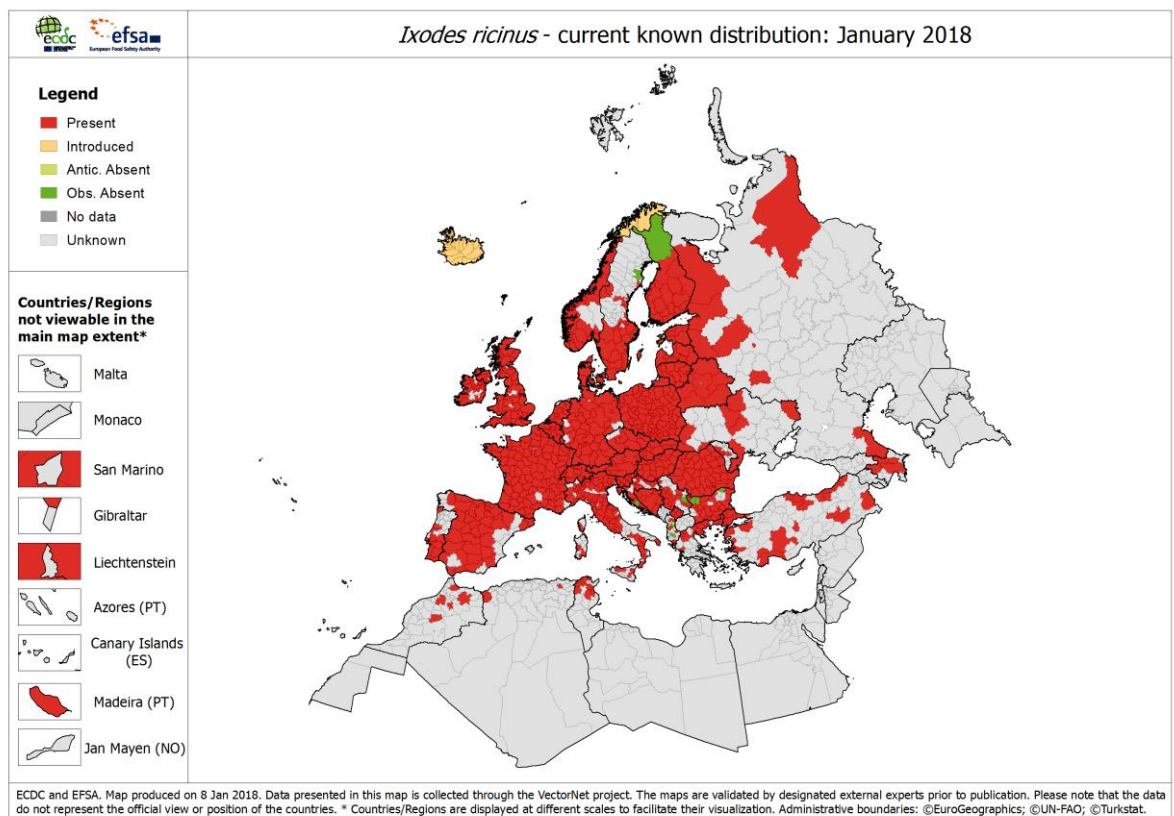 ecdc
efsa
European Food Safety Authority
Ixodes ricinus - current known distribution: January 2018
Legend
Present
Introduced
Antic. Absent
Obs. Absent
No data
Unknown
Countries/Regions
not viewable in the
main map extent*
Malta
Monaco
San Marino
Gibraltar
Liechtenstein
Azores (PT)
Canary Islands
(ES)
Madeira (PT)
Jan Mayen (NO)
ECDC and EFSA. Map produced on 8 Jan 2018. Data presented in this map is collected through the VectorNet project. The maps are validated by designated external experts prior to publication. Please note that the data
do not represent the official view or position of the countries. * Countries/Regions are displayed at different scales to facilitate their visualization. Administrative boundaries: ©EuroGeographics; ©UN-FAO; ©Turkstat.